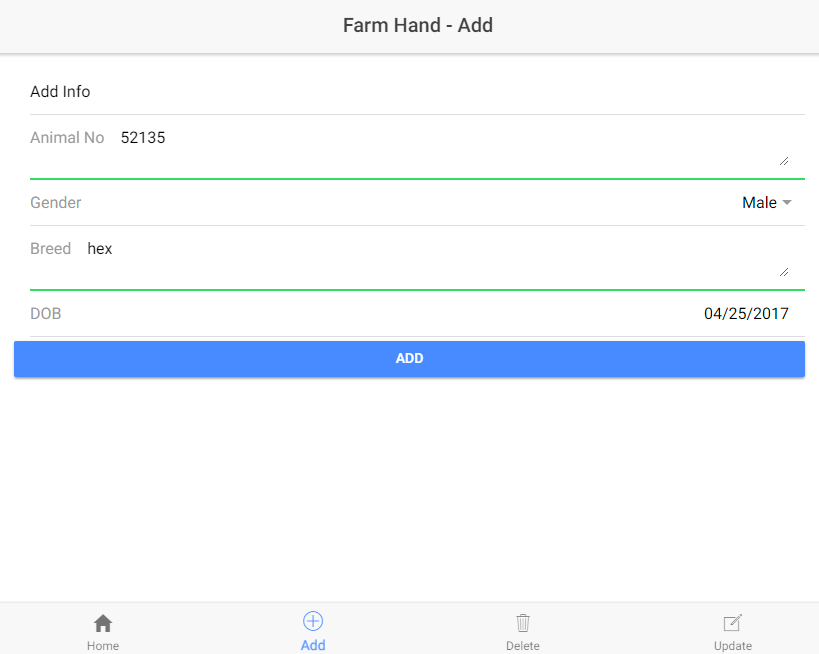 Farm Hand - Add
Add Info
Animal No 52135
Gender Male
Breed hex
DOB 04/25/2017
ADD
Home Add Delete Update